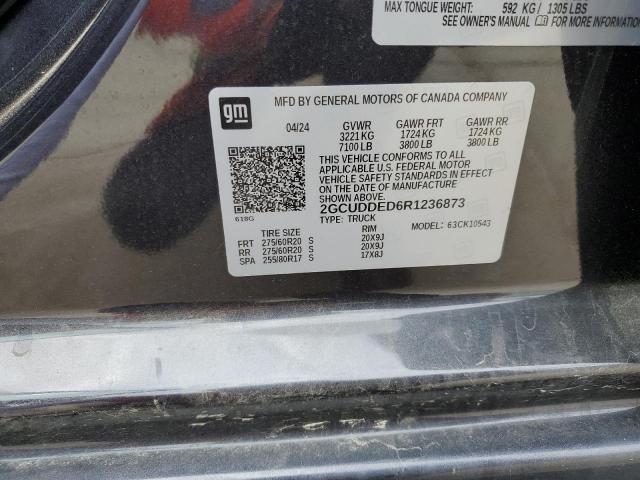 MAX TONGUE WEIGHT: 592 KG/ 1305 LBS
SEE OWNER'S MANUAL FOR MORE INFORMATION
gm
MFD BY GENERAL MOTORS OF CANADA COMPANY
04/24 GVWR GAWR FRT GAWR RR
3221 KG 1724 KG 1724 KG
7100 LB 3800 LB 3800 LB
THIS VEHICLE CONFORMS TO ALL
APPLICABLE U.S. FEDERAL MOTOR
VEHICLE SAFETY STANDARDS IN EFFECT
ON THE DATE OF MANUFACTURE SHOWN ABOVE.
2GCUDDED6R1236873
618G
TYPE: TRUCK MODEL: 63CK10543
TIRE SIZE RIM
FRT 275/60R20 S 20X9J
RR 275/60R20 S 20X9J
SPA 255/80R17 S 17X8J